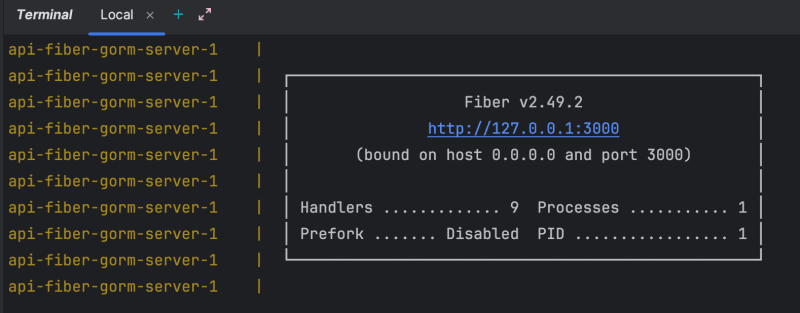 Terminal Local × +
api-fiber-gorm-server-1 |
api-fiber-gorm-server-1 |
api-fiber-gorm-server-1 | Fiber v2.49.2
api-fiber-gorm-server-1 | http://127.0.0.1:3000
api-fiber-gorm-server-1 | (bound on host 0.0.0.0 and port 3000)
api-fiber-gorm-server-1 |
api-fiber-gorm-server-1 | Handlers ............. 9 Processes ........... 1
api-fiber-gorm-server-1 | Prefork ....... Disabled PID ................. 1
api-fiber-gorm-server-1 |
api-fiber-gorm-server-1 |